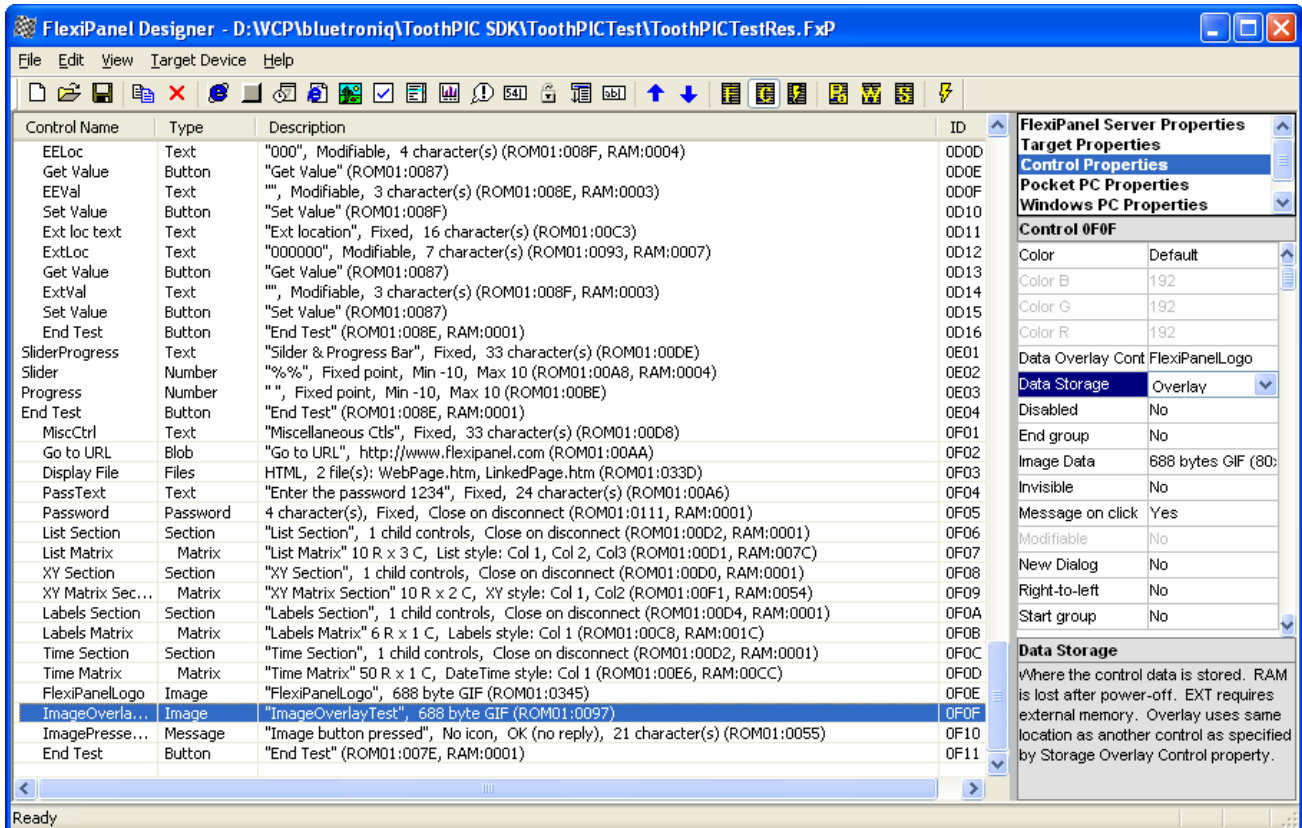 FlexiPanel Designer - D:\WCP\bluetroniq\ToothPIC SDK\ToothPICTest\ToothPICTestRes.FxP
File Edit View Target Device Help
Control Name Type Description ID
EELoc Text "000", Modifiable, 4 character(s) (ROM01:008F, RAM:0004) 0D0D
Get Value Button "Get Value" (ROM01:0087) 0D0E
EEVal Text "", Modifiable, 3 character(s) (ROM01:008E, RAM:0003) 0D0F
Set Value Button "Set Value" (ROM01:008F) 0D10
Ext loc text Text "Ext location", Fixed, 16 character(s) (ROM01:00C3) 0D11
ExtLoc Text "000000", Modifiable, 7 character(s) (ROM01:0093, RAM:0007) 0D12
Get Value Button "Get Value" (ROM01:0087) 0D13
ExtVal Text "", Modifiable, 3 character(s) (ROM01:008F, RAM:0003) 0D14
Set Value Button "Set Value" (ROM01:0087) 0D15
End Test Button "End Test" (ROM01:008E, RAM:0001) 0D16
SliderProgress Text "Silder & Progress Bar", Fixed, 33 character(s) (ROM01:00DE) 0E01
Slider Number "%%", Fixed point, Min -10, Max 10 (ROM01:00A8, RAM:0004) 0E02
Progress Number " ", Fixed point, Min -10, Max 10 (ROM01:00BE) 0E03
End Test Button "End Test" (ROM01:008E, RAM:0001) 0E04
MiscCtrl Text "Miscellaneous Ctls", Fixed, 33 character(s) (ROM01:00D8) 0F01
Go to URL Blob "Go to URL", http://www.flexipanel.com (ROM01:00AA) 0F02
Display File Files HTML, 2 file(s): WebPage.htm, LinkedPage.htm (ROM01:033D) 0F03
PassText Text "Enter the password 1234", Fixed, 24 character(s) (ROM01:00A6) 0F04
Password Password 4 character(s), Fixed, Close on disconnect (ROM01:0111, RAM:0001) 0F05
List Section Section "List Section", 1 child controls, Close on disconnect (ROM01:00D2, RAM:0001) 0F06
List Matrix Matrix "List Matrix" 10 R x 3 C, List style: Col 1, Col 2, Col3 (ROM01:00D1, RAM:007C) 0F07
XY Section Section "XY Section", 1 child controls, Close on disconnect (ROM01:00D0, RAM:0001) 0F08
XY Matrix Sec... Matrix "XY Matrix Section" 10 R x 2 C, XY style: Col 1, Col2 (ROM01:00F1, RAM:0054) 0F09
Labels Section Section "Labels Section", 1 child controls, Close on disconnect (ROM01:00D4, RAM:0001) 0F0A
Labels Matrix Matrix "Labels Matrix" 6 R x 1 C, Labels style: Col 1 (ROM01:00C8, RAM:001C) 0F0B
Time Section Section "Time Section", 1 child controls, Close on disconnect (ROM01:00D2, RAM:0001) 0F0C
Time Matrix Matrix "Time Matrix" 50 R x 1 C, DateTime style: Col 1 (ROM01:00E6, RAM:00CC) 0F0D
FlexiPanelLogo Image "FlexiPanelLogo", 688 byte GIF (ROM01:0345) 0F0E
ImageOverla... Image "ImageOverlayTest", 688 byte GIF (ROM01:0097) 0F0F
ImagePresse... Message "Image button pressed", No icon, OK (no reply), 21 character(s) (ROM01:0055) 0F10
End Test Button "End Test" (ROM01:007E, RAM:0001) 0F11
FlexiPanel Server Properties
Target Properties
Control Properties
Pocket PC Properties
Windows PC Properties
Control 0F0F
Color Default
Color B 192
Color G 192
Color R 192
Data Overlay Cont FlexiPanelLogo
Data Storage Overlay
Disabled No
End group No
Image Data 688 bytes GIF (80:
Invisible No
Message on click Yes
Modifiable No
New Dialog No
Right-to-left No
Start group No
Data Storage
Where the control data is stored. RAM
is lost after power-off. EXT requires
external memory. Overlay uses same
location as another control as specified
by Storage Overlay Control property.
Ready